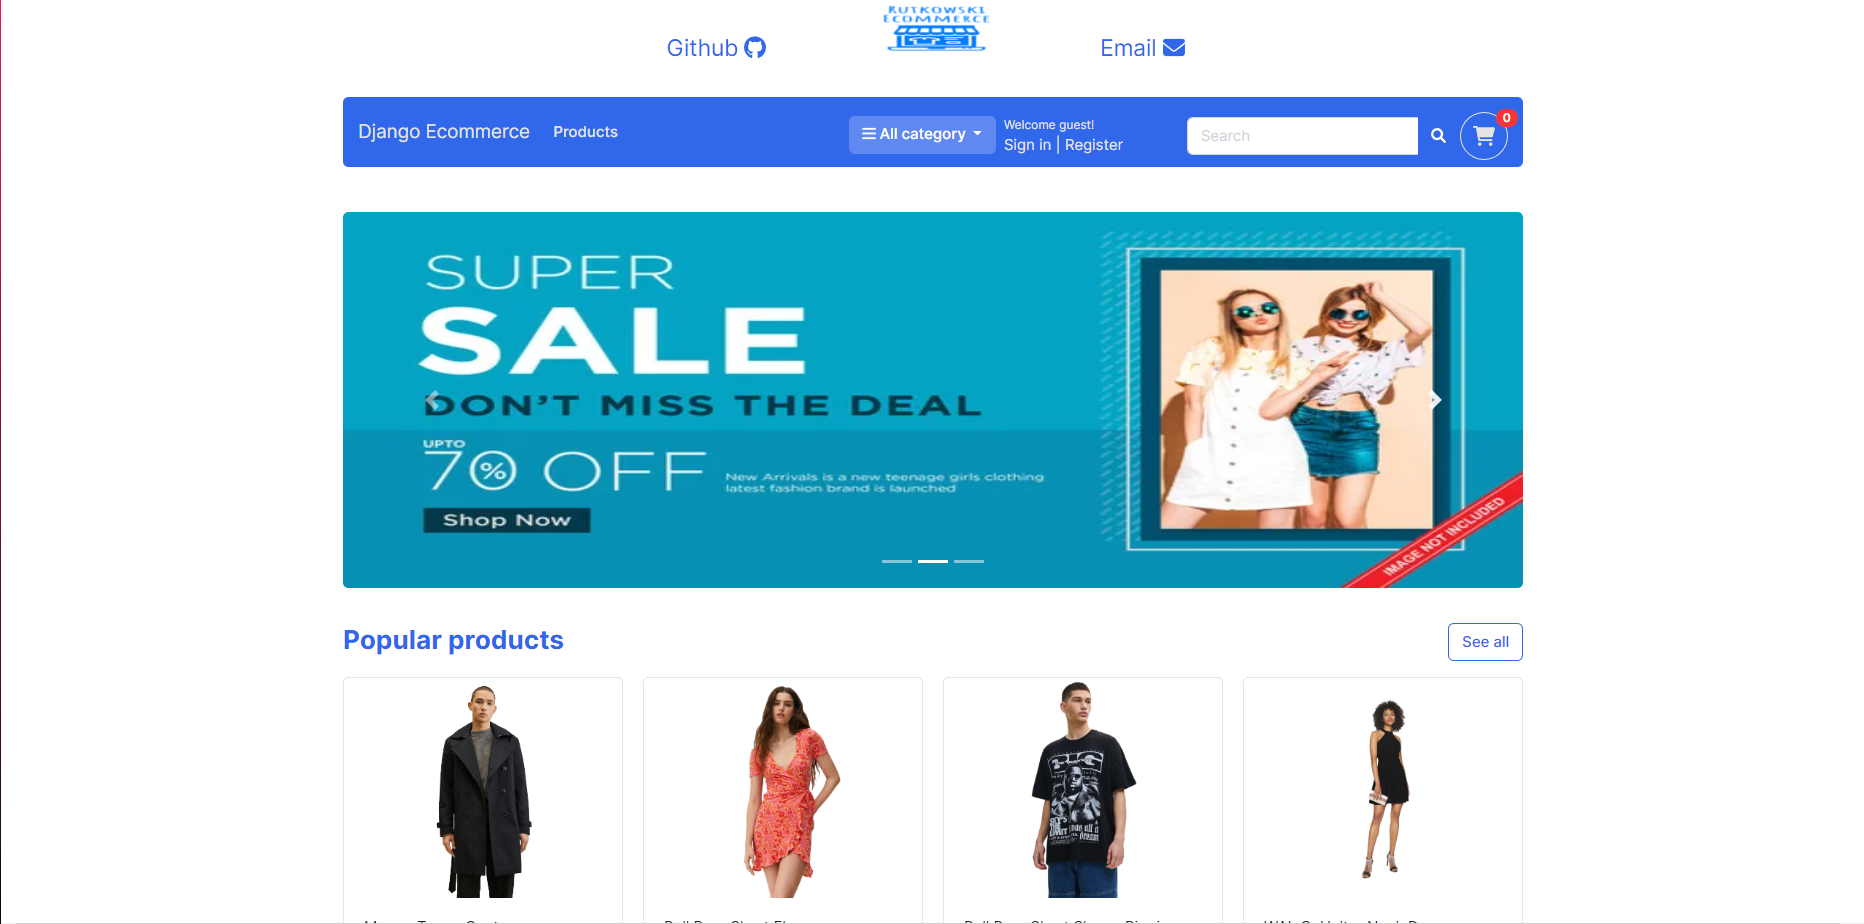 RUTKOWSKI
ECOMMERCE
Github
Email
Django Ecommerce
Products
All category
Welcome guest!
Sign in | Register
Search
0
SUPER
SALE
DON'T MISS THE DEAL
UPTO
70% OFF
New Arrivals is a new teenage girls clothing
latest fashion brand is launched
Shop Now
IMAGE NOT INCLUDED
Popular products
See all